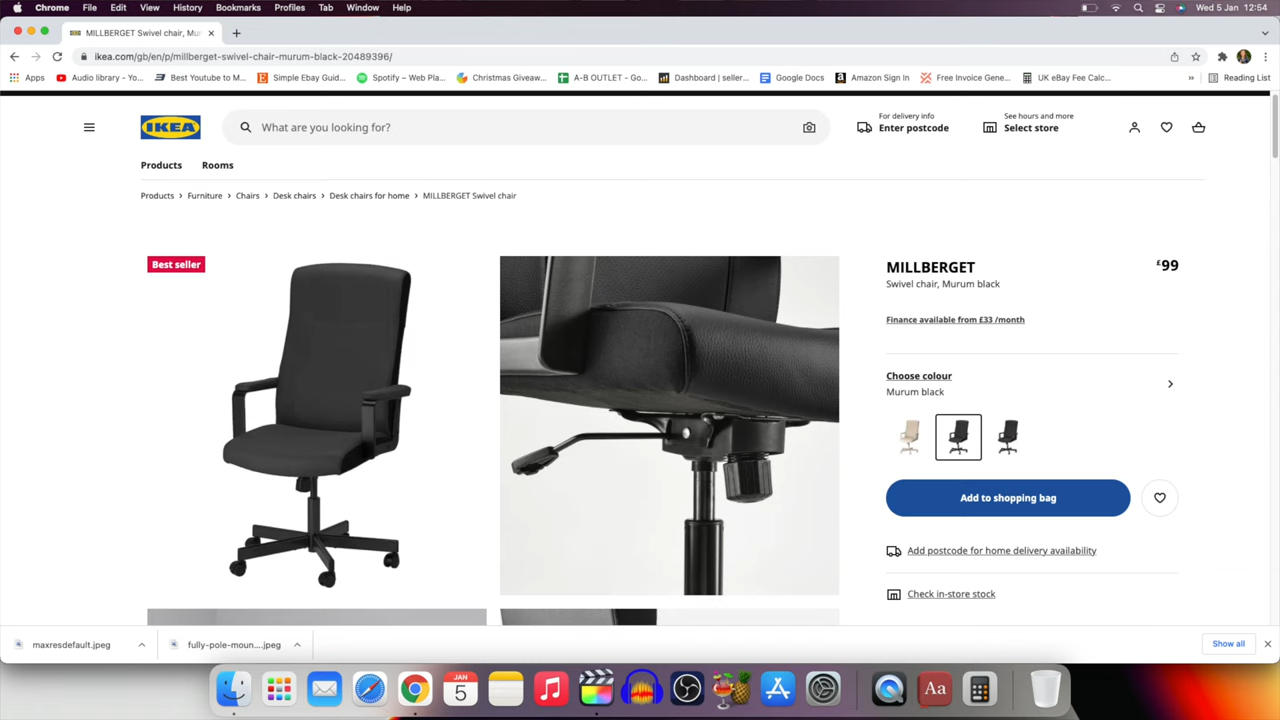 Chrome File Edit View History Bookmarks Profiles Tab Window Help Wed 5 Jan 12:54
MILLBERGET Swivel chair, Mu
ikea.com/gb/en/p/millberget-swivel-chair-murum-black-20489396/
Apps Audio library - Yo... Best Youtube to M... Simple Ebay Guid... Spotify – Web Pla... Christmas Giveaw... A-B OUTLET - Go... Dashboard | seller... Google Docs Amazon Sign In Free Invoice Gene... UK eBay Fee Calc... » Reading List
IKEA
What are you looking for?
For delivery info
Enter postcode
See hours and more
Select store
Products Rooms
Products › Furniture › Chairs › Desk chairs › Desk chairs for home › MILLBERGET Swivel chair
Best seller
MILLBERGET £99
Swivel chair, Murum black
Finance available from £33 /month
Choose colour
Murum black
Add to shopping bag
Add postcode for home delivery availability
Check in-store stock
maxresdefault.jpeg fully-pole-moun....jpeg Show all
JAN
5
Aa